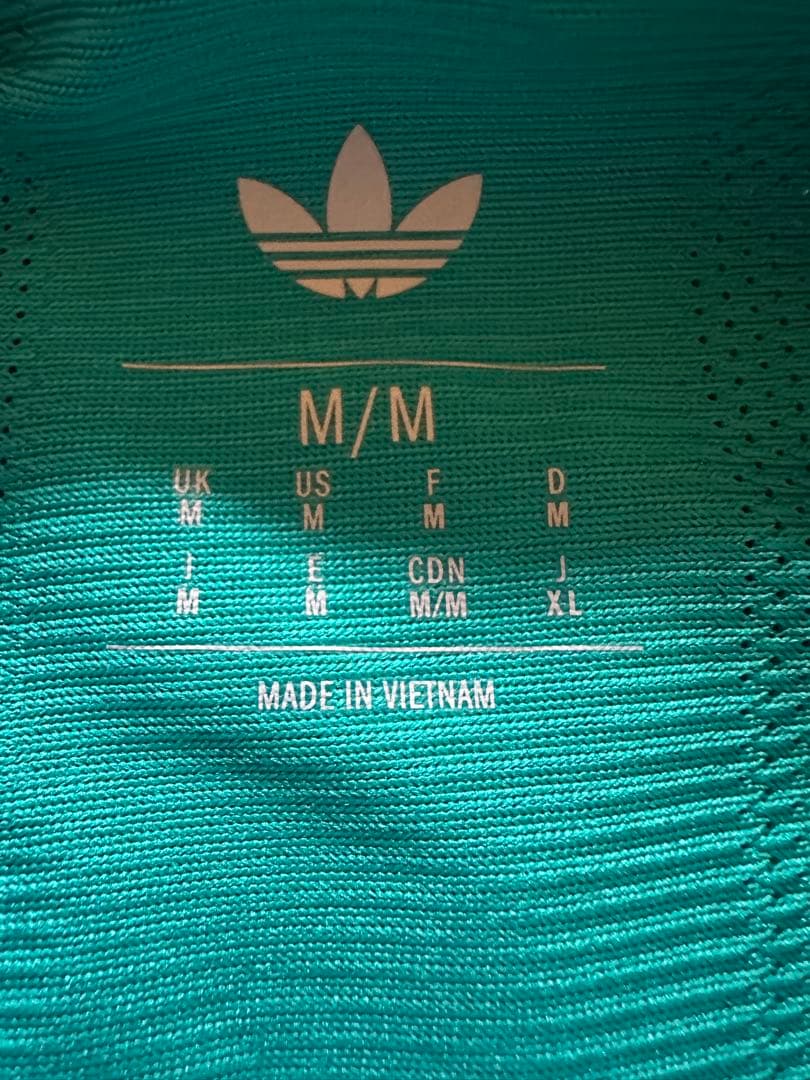 M/M
UK US F D
M M M M
I E CDN J
M M M/M XL
MADE IN VIETNAM